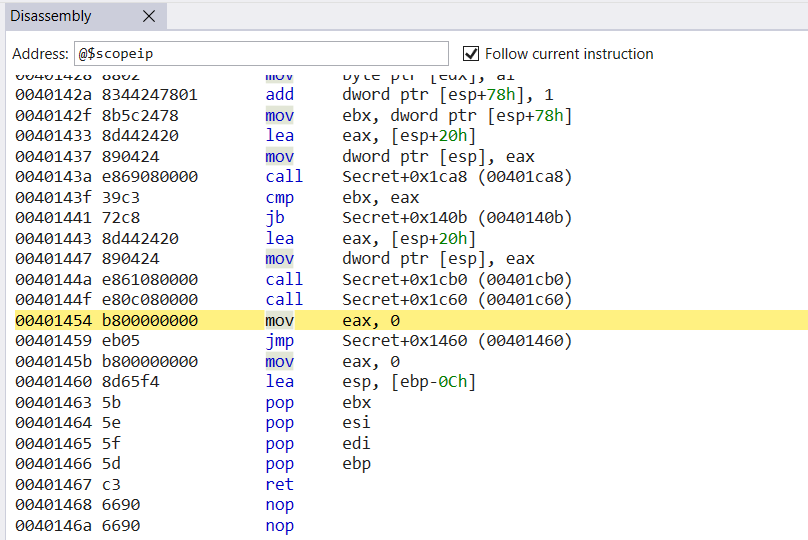 Disassembly
Address: @$scopeip Follow current instruction
00401428 8802 mov byte ptr [eax], al
0040142a 8344247801 add dword ptr [esp+78h], 1
0040142f 8b5c2478 mov ebx, dword ptr [esp+78h]
00401433 8d442420 lea eax, [esp+20h]
00401437 890424 mov dword ptr [esp], eax
0040143a e869080000 call Secret+0x1ca8 (00401ca8)
0040143f 39c3 cmp ebx, eax
00401441 72c8 jb Secret+0x140b (0040140b)
00401443 8d442420 lea eax, [esp+20h]
00401447 890424 mov dword ptr [esp], eax
0040144a e861080000 call Secret+0x1cb0 (00401cb0)
0040144f e80c080000 call Secret+0x1c60 (00401c60)
00401454 b800000000 mov eax, 0
00401459 eb05 jmp Secret+0x1460 (00401460)
0040145b b800000000 mov eax, 0
00401460 8d65f4 lea esp, [ebp-0Ch]
00401463 5b pop ebx
00401464 5e pop esi
00401465 5f pop edi
00401466 5d pop ebp
00401467 c3 ret
00401468 6690 nop
0040146a 6690 nop